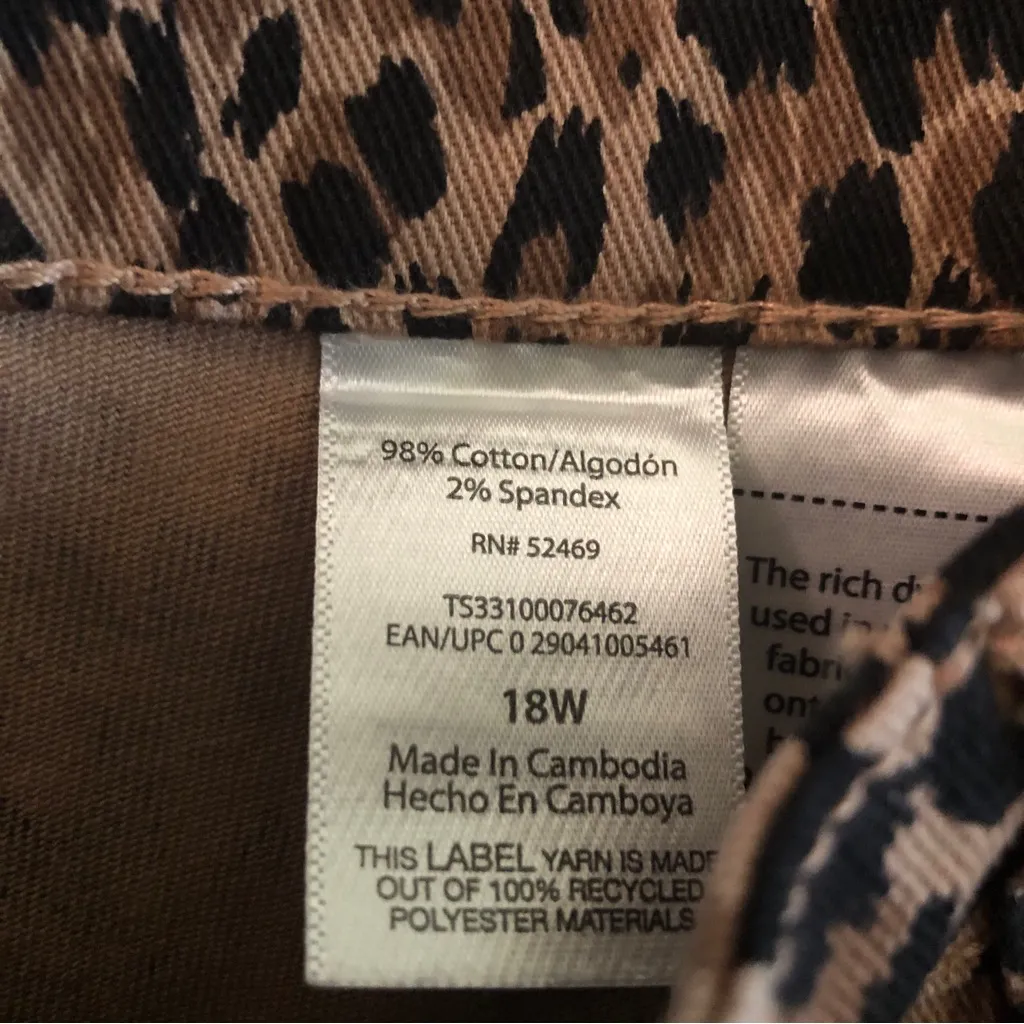 98% Cotton/Algodón
2% Spandex
RN# 52469
TS33100076462
EAN/UPC 0 29041005461
18W
Made In Cambodia
Hecho En Camboya
THIS LABEL YARN IS MADE
OUT OF 100% RECYCLED
POLYESTER MATERIALS
The rich
used